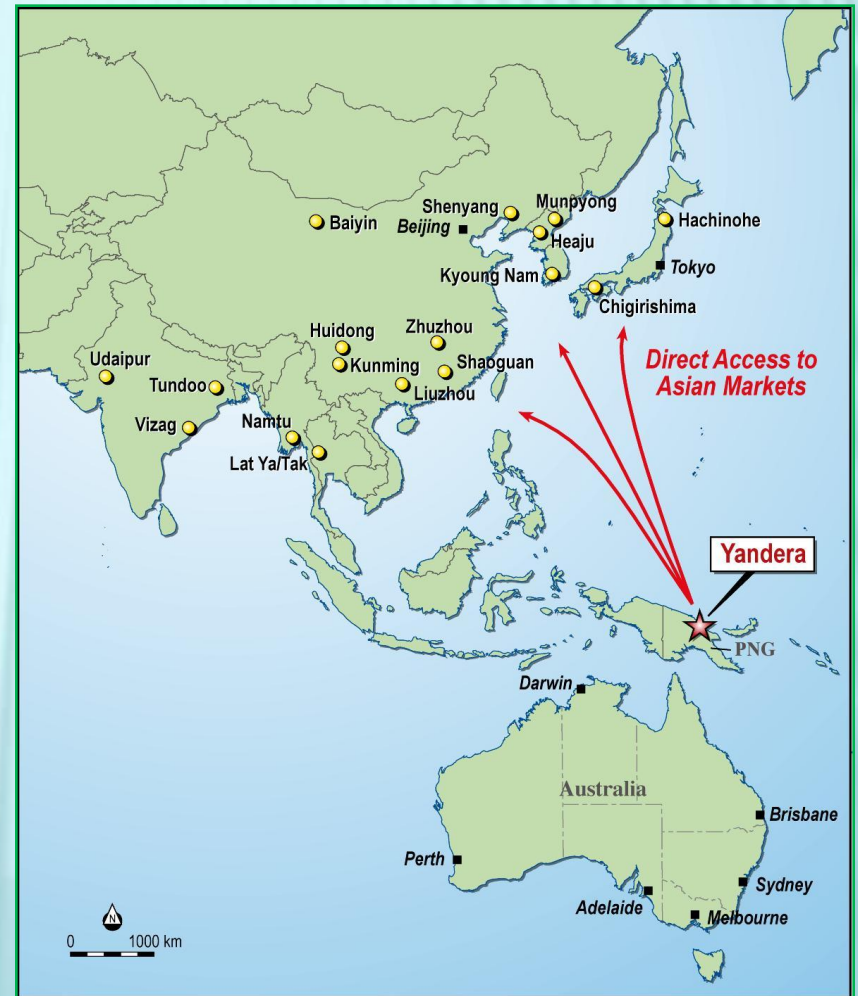 Shenyang
Munpyong
Baiyin
Beijing
Hachinohe
Heaju
Kyoung Nam
Tokyo
Chigirishima
Huidong
Zhuzhou
Udaipur
Kunming
Shaoguan
Tundoo
Liuzhou
Direct Access to
Asian Markets
Vizag
Namtu
Lat Ya/Tak
Yandera
PNG
Darwin
Australia
Brisbane
Perth
Sydney
Adelaide
Melbourne
N
0 1000 km